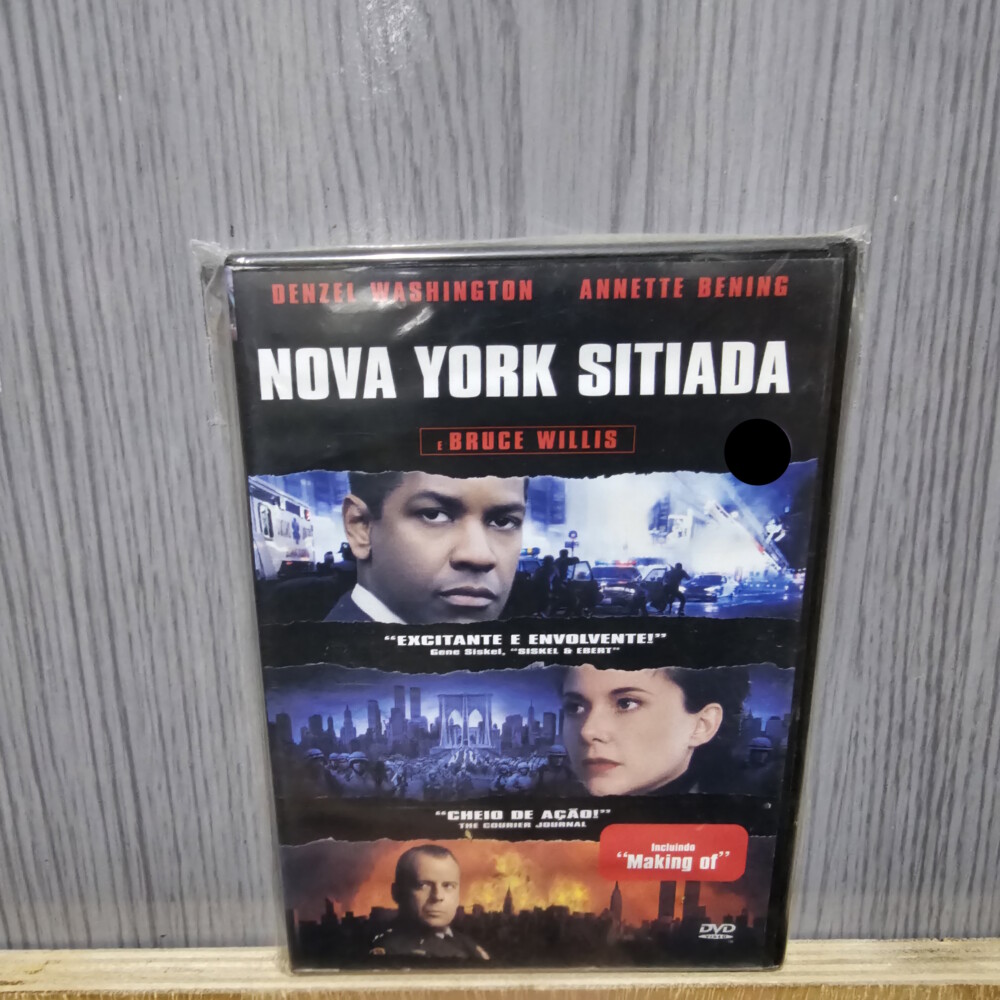 DENZEL WASHINGTON ANNETTE BENING
NOVA YORK SITIADA
E BRUCE WILLIS
"EXCITANTE E ENVOLVENTE!"
Gene Siskel, "SISKEL & EBERT"
"CHEIO DE AÇÃO!"
THE COURIER JOURNAL
Incluindo
"Making of"
DVD
VIDEO